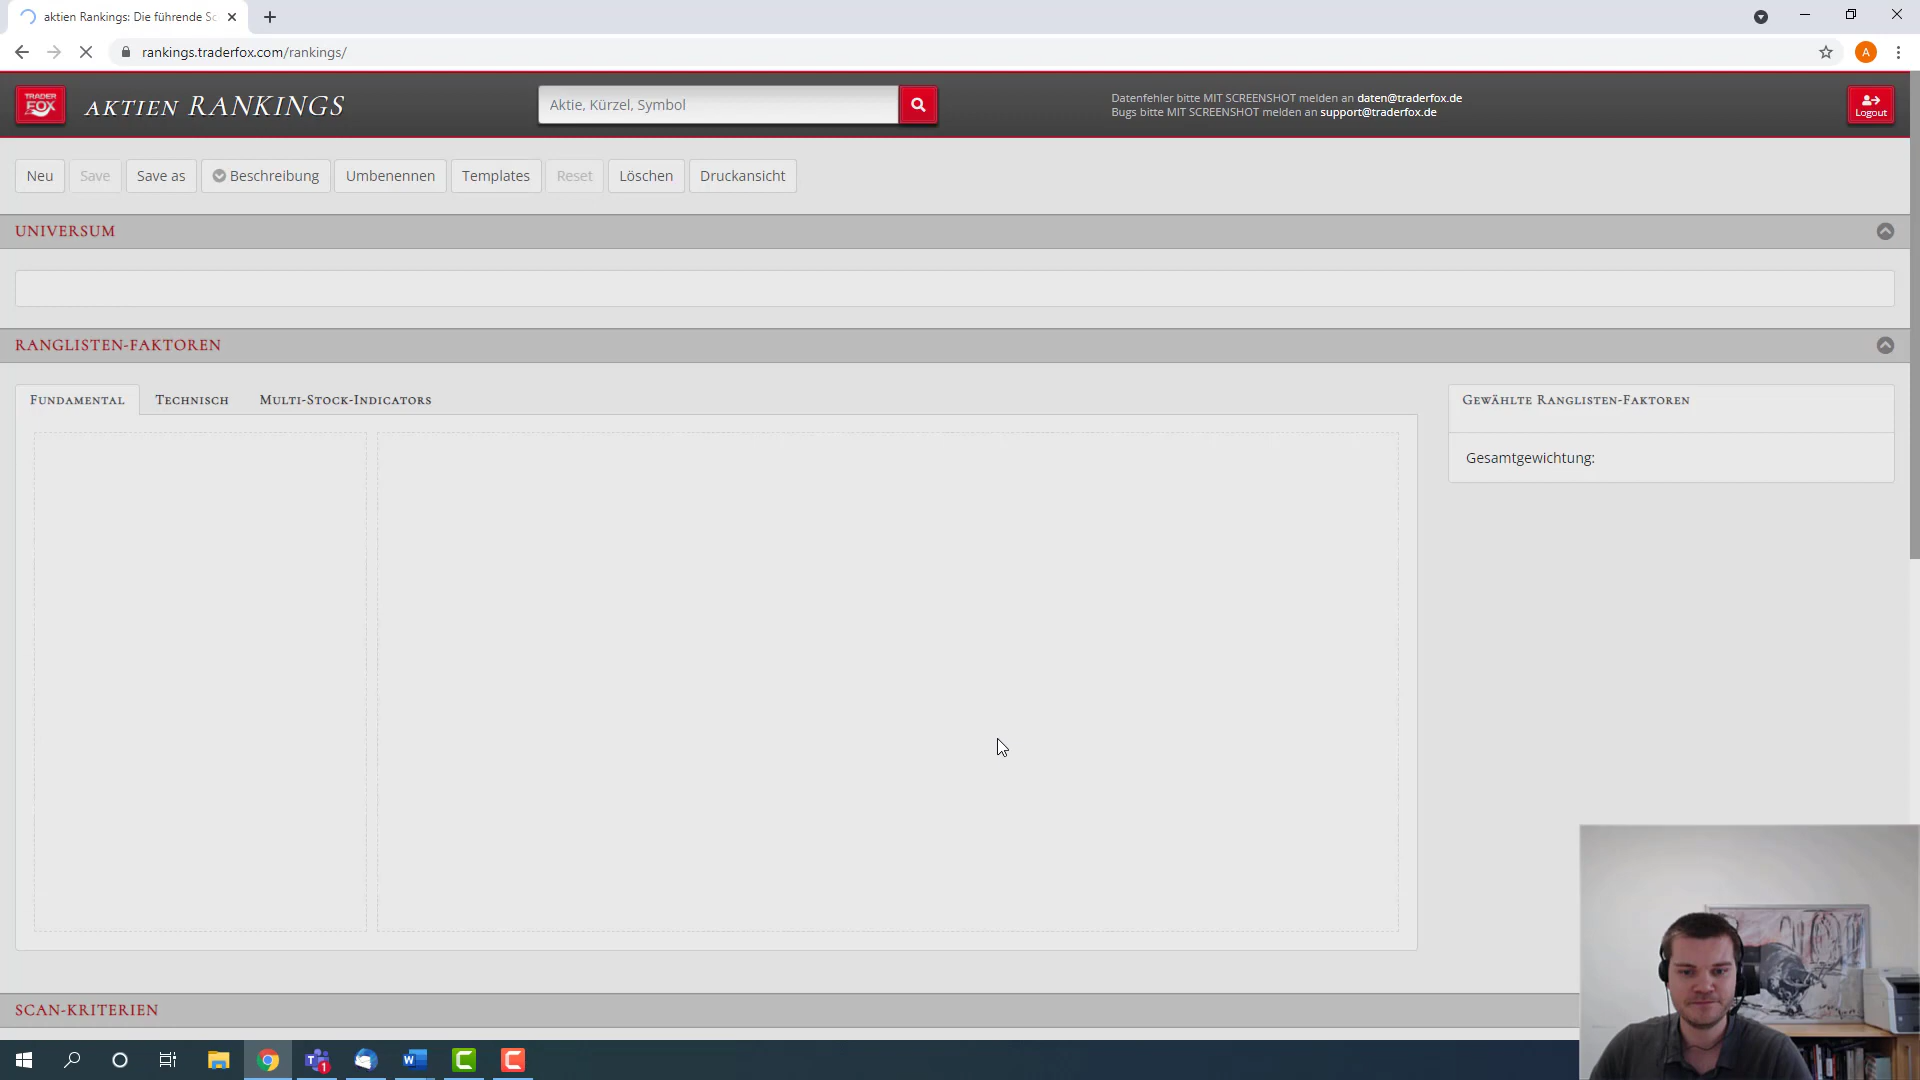 aktien Rankings: Die führende Sc
rankings.traderfox.com/rankings/
A
TRADER
FOX
AKTIEN RANKINGS
Aktie, Kürzel, Symbol
Datenfehler bitte MIT SCREENSHOT melden an daten@traderfox.de
Bugs bitte MIT SCREENSHOT melden an support@traderfox.de
Logout
Neu
Save
Save as
Beschreibung
Umbenennen
Templates
Reset
Löschen
Druckansicht
UNIVERSUM
RANGLISTEN-FAKTOREN
Fundamental
Technisch
Multi-Stock-Indicators
Gewählte Ranglisten-Faktoren
Gesamtgewichtung:
SCAN-KRITERIEN
1